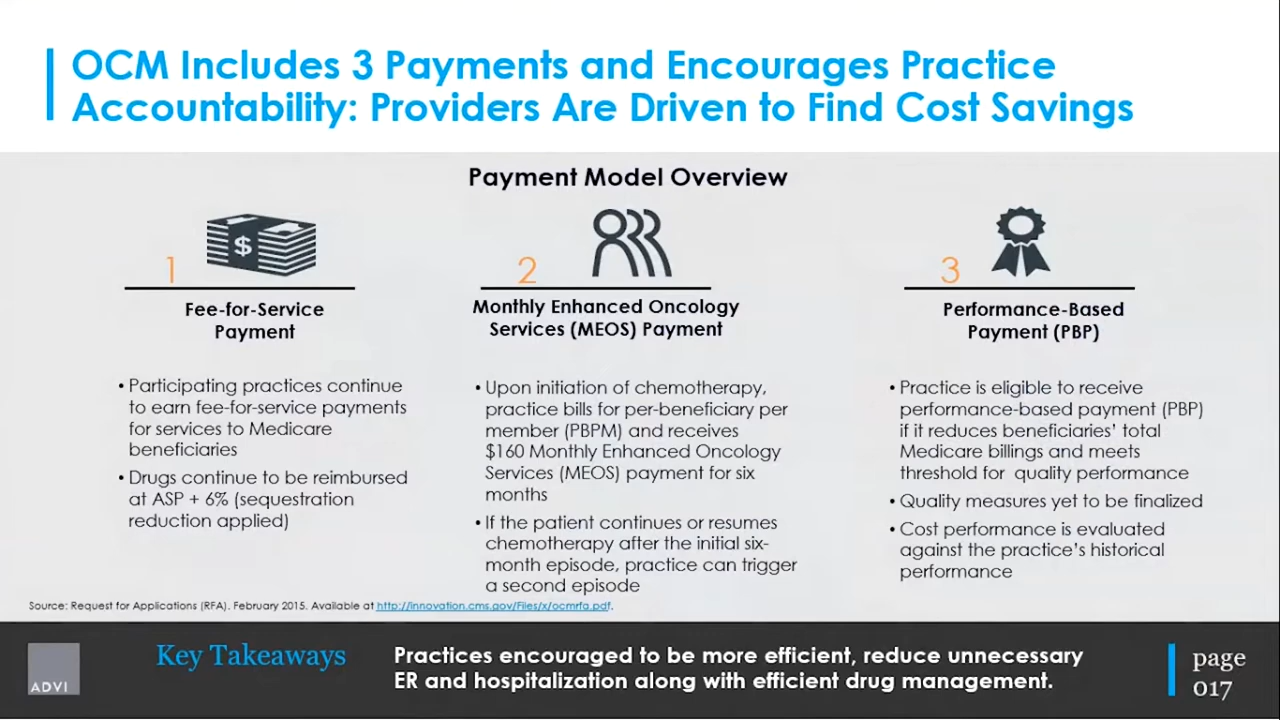 OCM Includes 3 Payments and Encourages Practice
Accountability: Providers Are Driven to Find Cost Savings
Payment Model Overview
$
1
Fee-for-Service
Payment
• Participating practices continue
to earn fee-for-service payments
for services to Medicare
beneficiaries
• Drugs continue to be reimbursed
at ASP + 6% (sequestration
reduction applied)
2
Monthly Enhanced Oncology
Services (MEOS) Payment
• Upon initiation of chemotherapy,
practice bills for per-beneficiary per
member (PBPM) and receives
$160 Monthly Enhanced Oncology
Services (MEOS) payment for six
months
• If the patient continues or resumes
chemotherapy after the initial six-
month episode, practice can trigger
a second episode
3
Performance-Based
Payment (PBP)
• Practice is eligible to receive
performance-based payment (PBP)
if it reduces beneficiaries' total
Medicare billings and meets
threshold for quality performance
• Quality measures yet to be finalized
• Cost performance is evaluated
against the practice's historical
performance
Source: Request for Applications (RFA). February 2015. Available at http://innovation.cms.gov/Files/x/ocmrfa.pdf.
ADVI
Key Takeaways
Practices encouraged to be more efficient, reduce unnecessary
ER and hospitalization along with efficient drug management.
page
017